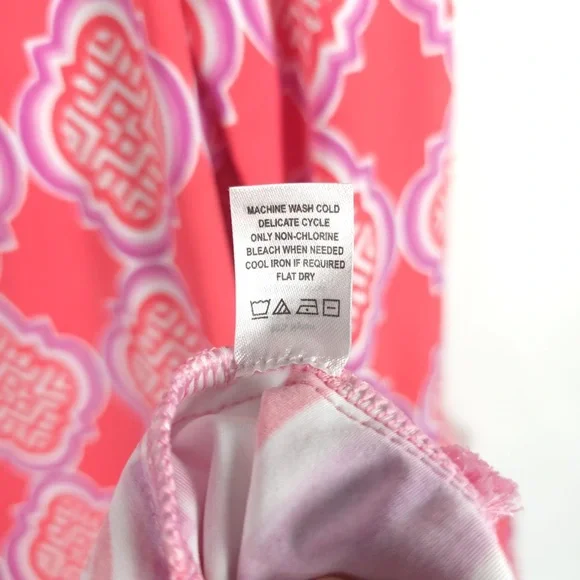 MACHINE WASH COLD
DELICATE CYCLE
ONLY NON-CHLORINE
BLEACH WHEN NEEDED
COOL IRON IF REQUIRED
FLAT DRY